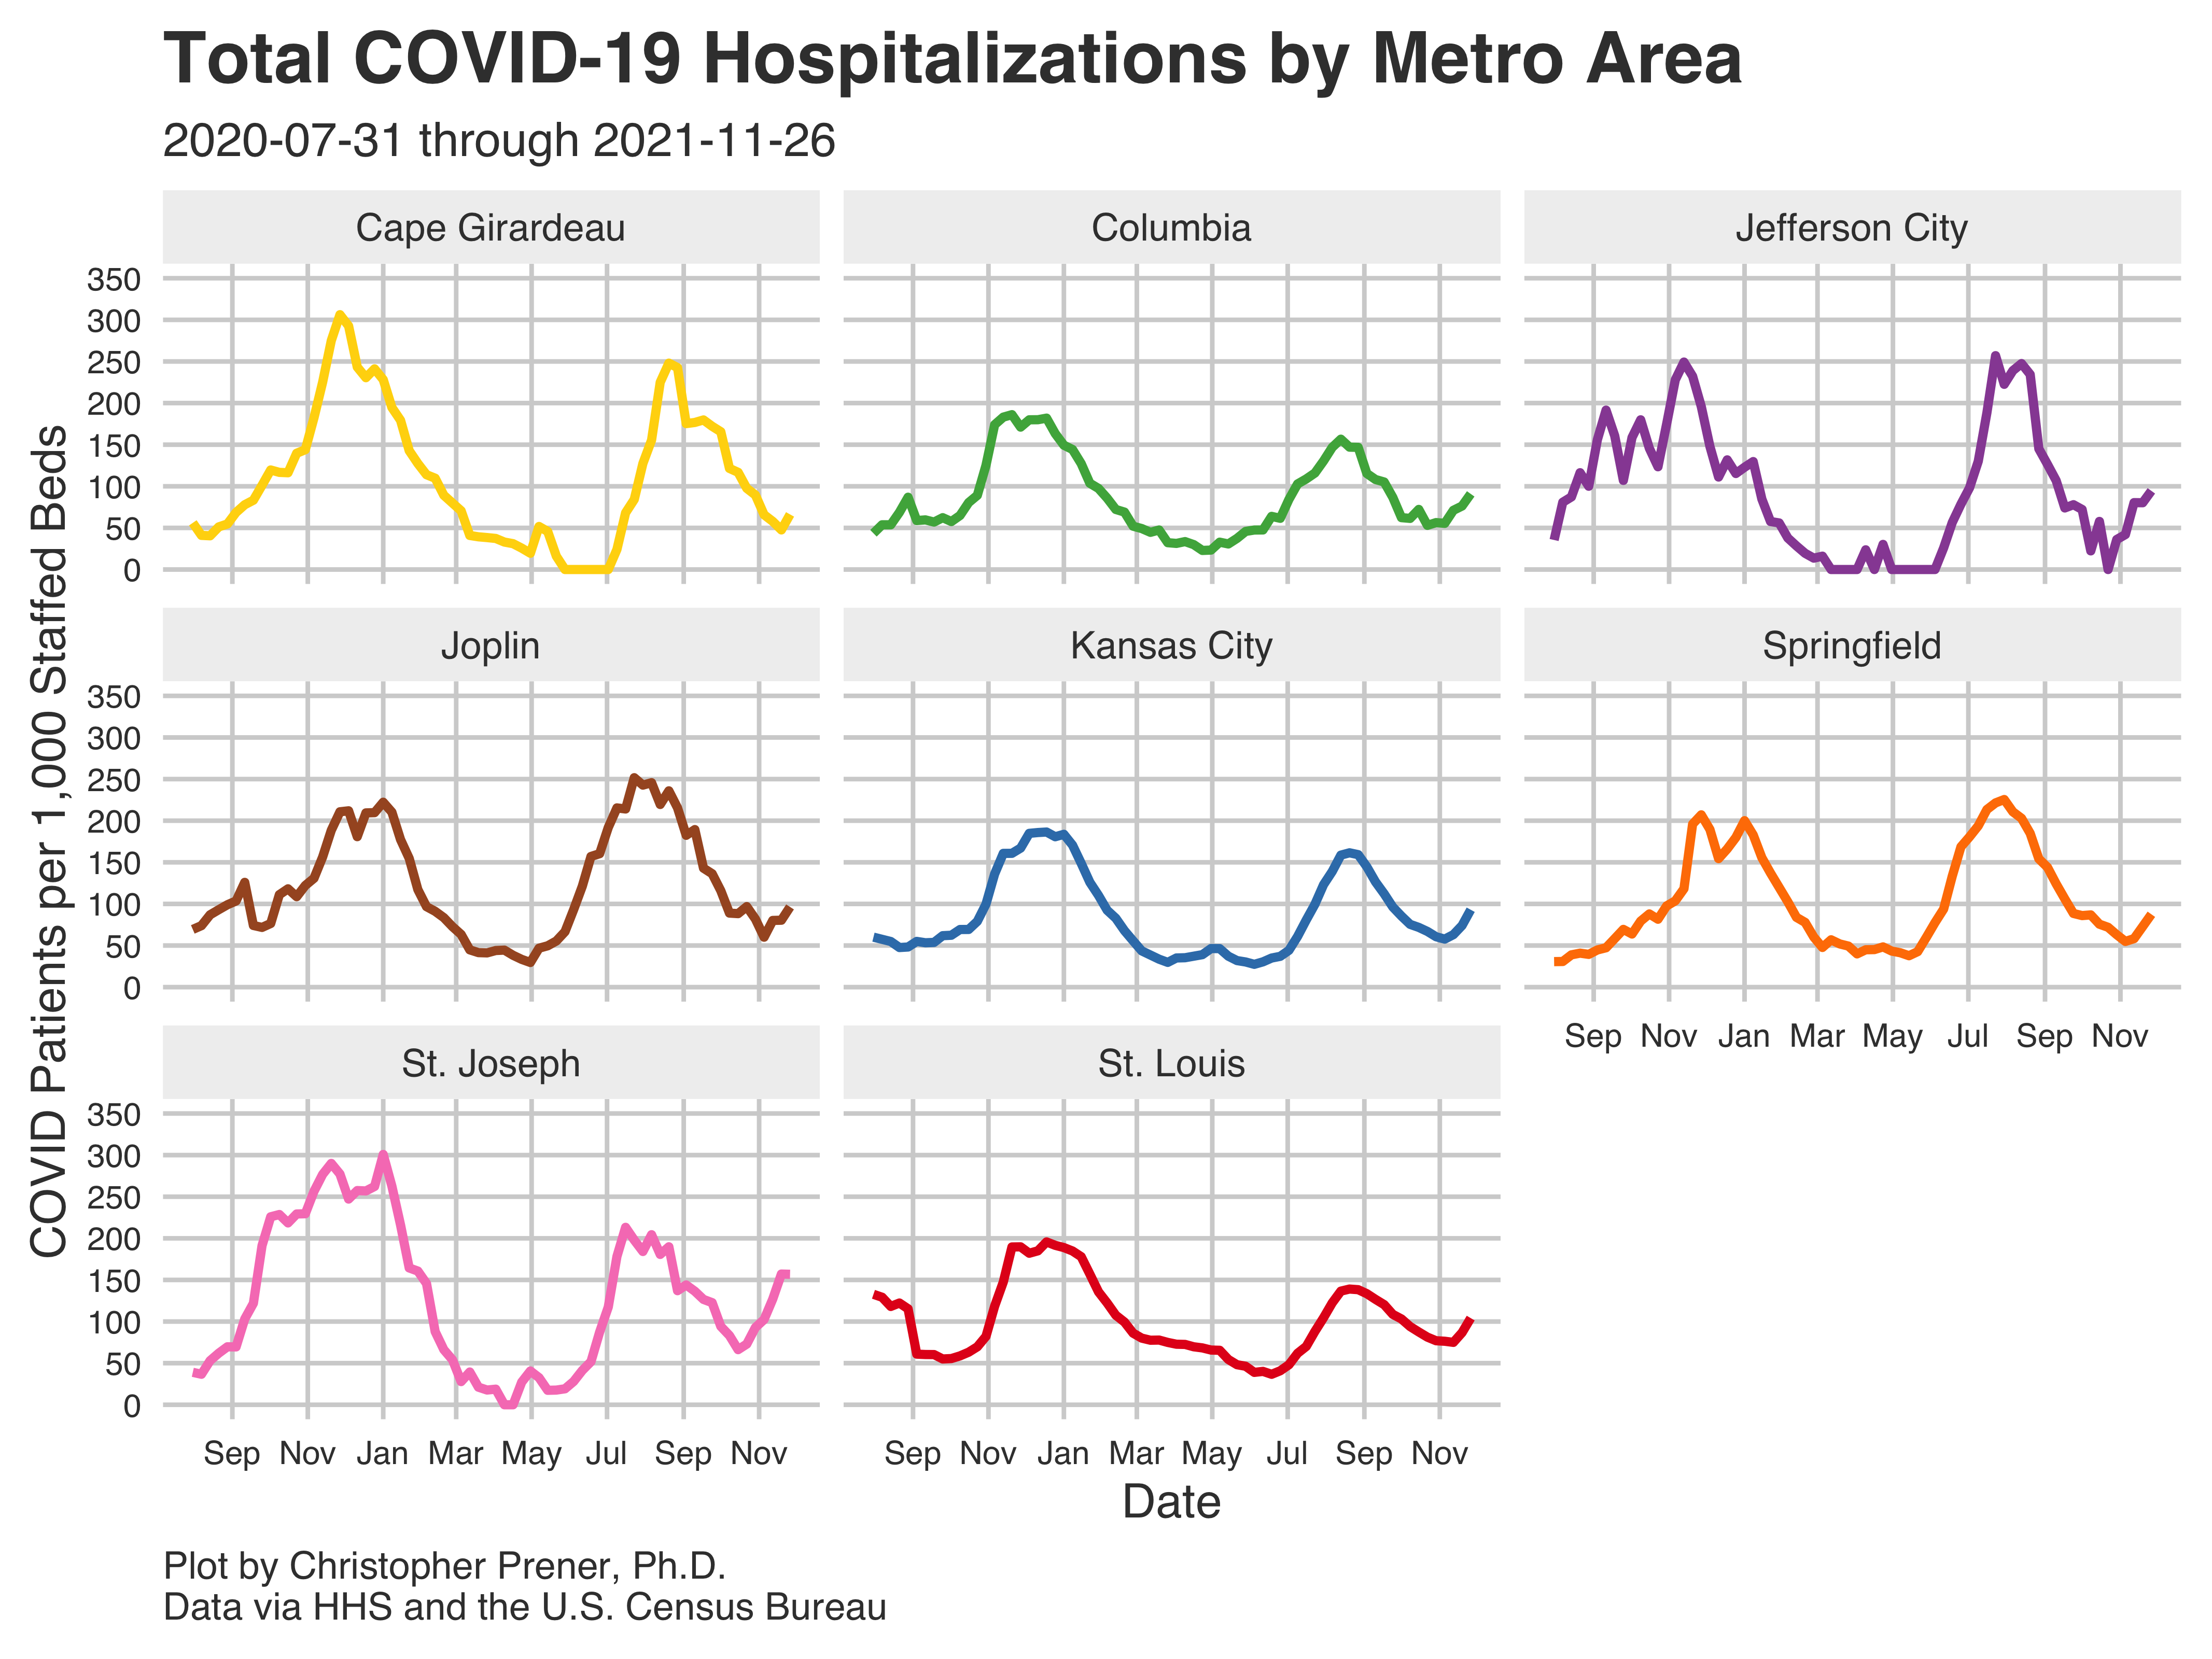 Total COVID-19 Hospitalizations by Metro Area
2020-07-31 through 2021-11-26
COVID Patients per 1,000 Staffed Beds
Cape Girardeau
Columbia
Jefferson City
350
300
250
200
150
100
50
0
Joplin
Kansas City
Springfield
350
300
250
200
150
100
50
0
Sep Nov Jan Mar May Jul Sep Nov
St. Joseph
St. Louis
350
300
250
200
150
100
50
0
Sep Nov Jan Mar May Jul Sep Nov
Sep Nov Jan Mar May Jul Sep Nov
Date
Plot by Christopher Prener, Ph.D.
Data via HHS and the U.S. Census Bureau